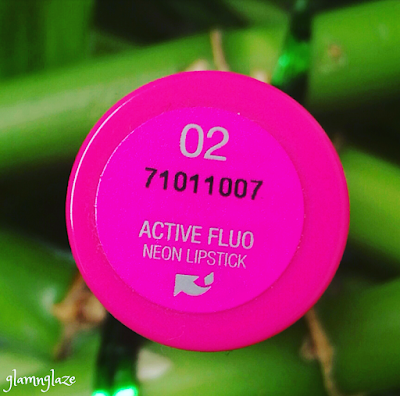 02
71011007
ACTIVE FLUO
NEON LIPSTICK
glamnglaze